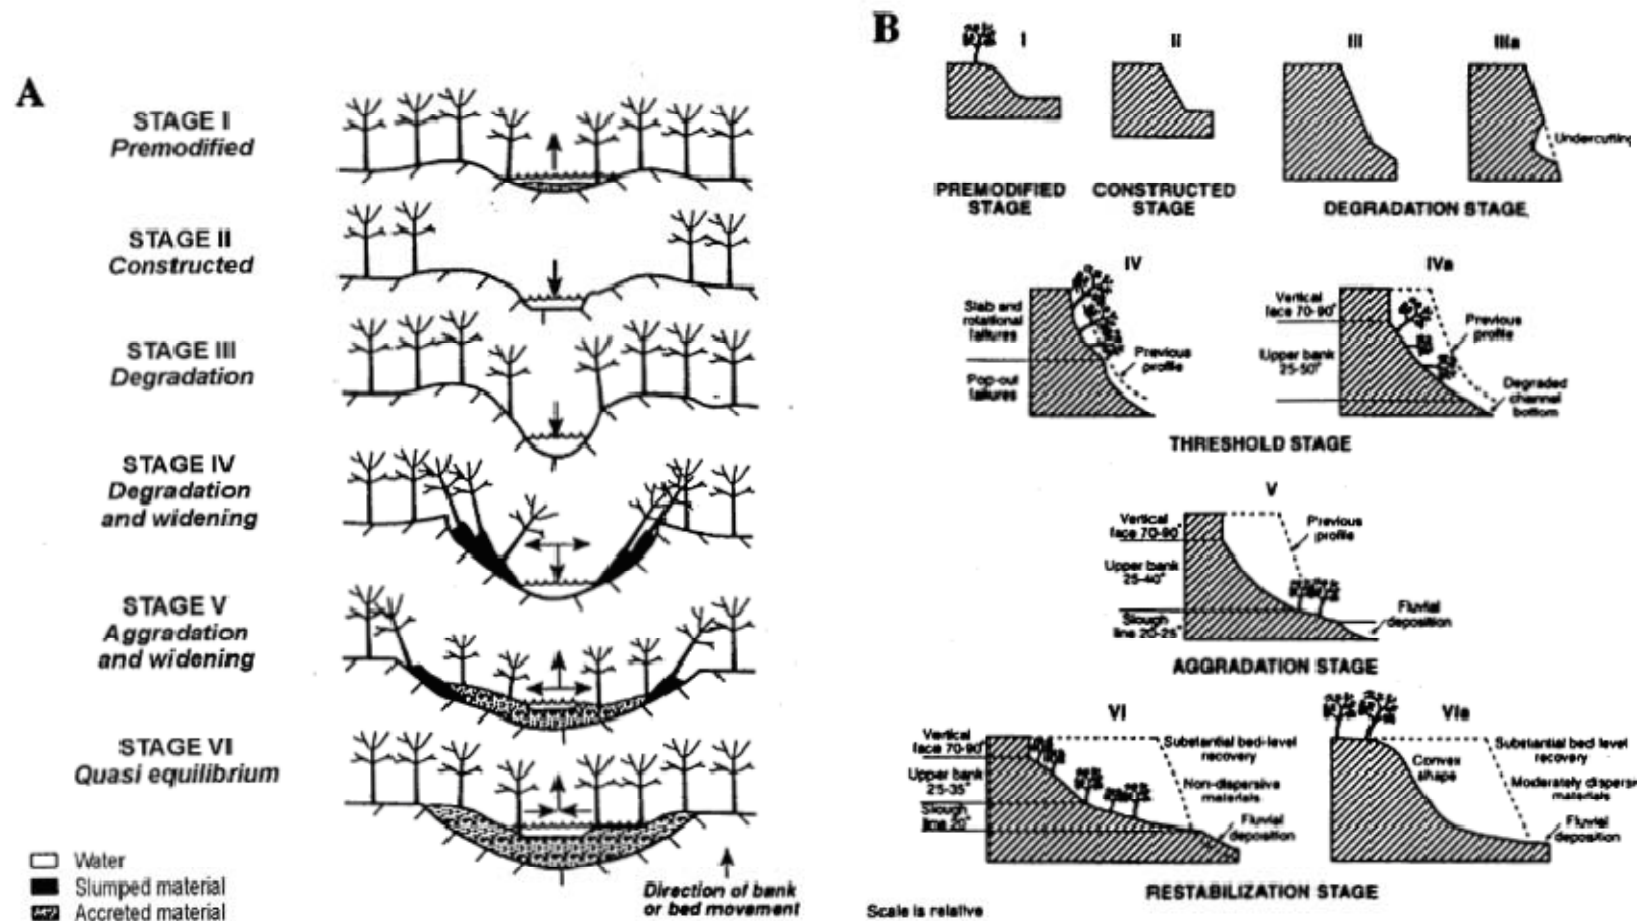 A
STAGE I
Premodified
STAGE II
Constructed
STAGE III
Degradation
STAGE IV
Degradation
and widening
STAGE V
Aggradation
and widening
STAGE VI
Quasi equilibrium
Water
Slumped material
Accreted material
Direction of bank
or bed movement
B
I
II
III
IIIa
Undercutting
PREMODIFIED
STAGE
CONSTRUCTED
STAGE
DEGRADATION STAGE
IV
Slab and
rotational
failures
Pop-out
failures
Previous
profile
IVa
Vertical
face 70-90°
Upper bank
25-50°
Previous
profile
Degraded
channel
bottom
THRESHOLD STAGE
V
Vertical
face 70-90°
Upper bank
25-40°
Slough
line 20-25°
Previous
profile
Fluvial
deposition
AGGRADATION STAGE
VI
Vertical
face 70-90°
Upper bank
25-35°
Slough
line 20°
Substantial bed-level
recovery
Non-dispersive
materials
Fluvial
deposition
VIa
Convex
shape
Substantial bed level
recovery
Moderately dispers
materials
Fluvial
deposition
RESTABILIZATION STAGE
Scale is relative